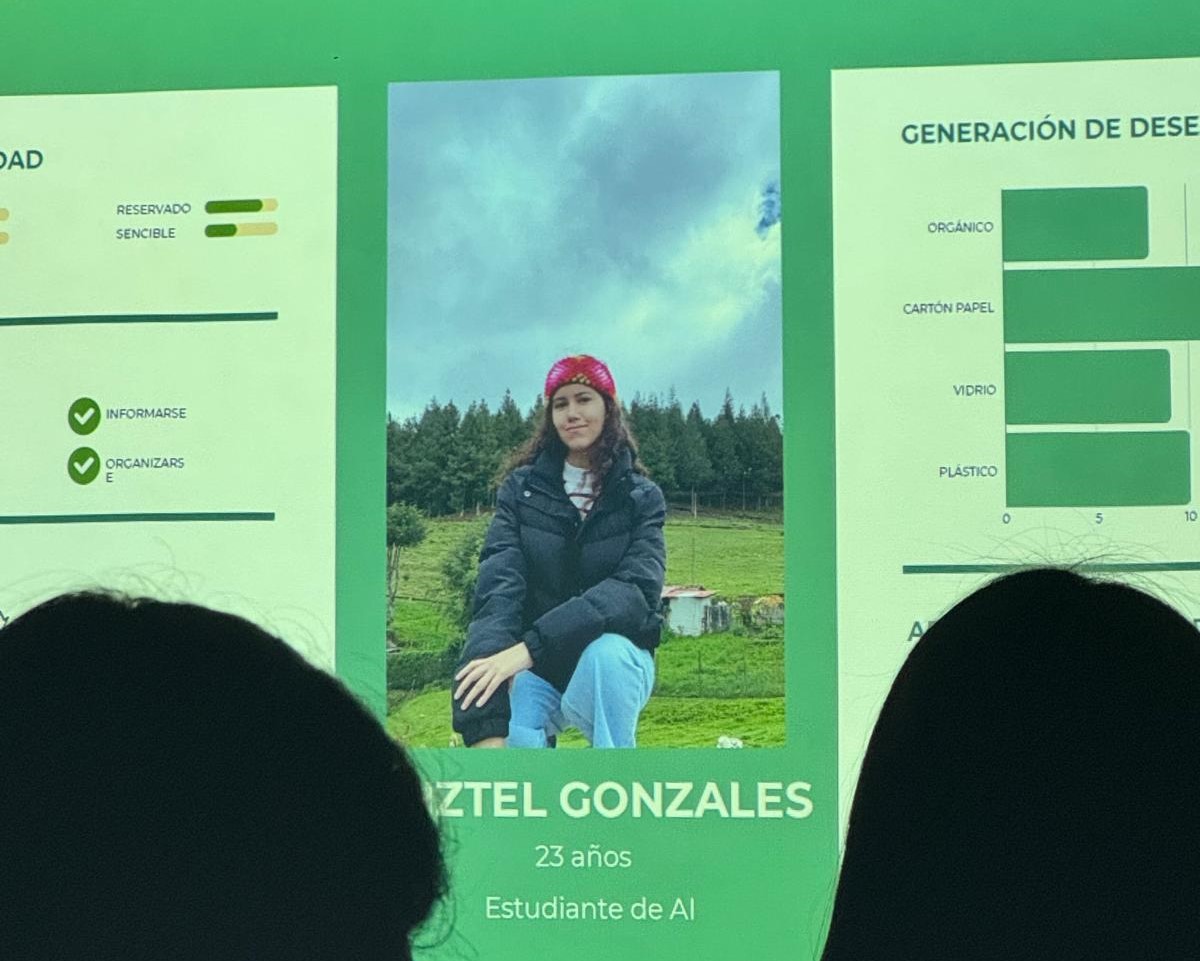 DAD
RESERVADO
SENCIBLE
INFORMARSE
ORGANIZARS
E
ZTEL GONZALES
23 años
Estudiante de AI
GENERACIÓN DE DESE
ORGÁNICO
CARTÓN PAPEL
VIDRIO
PLÁSTICO
0 5 10